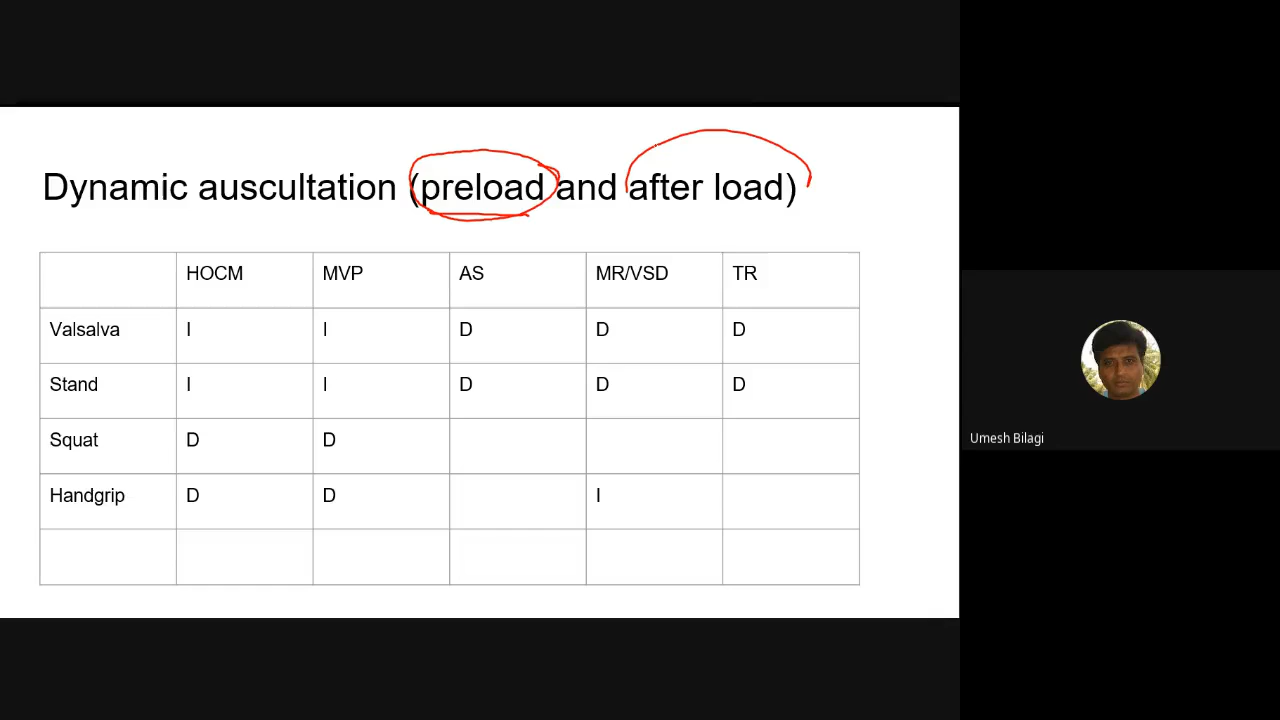 Dynamic auscultation (preload and after load)
HOCM MVP AS MR/VSD TR
Valsalva I I D D D
Stand I I D D D
Squat D D
Handgrip D D I
Umesh Bilagi